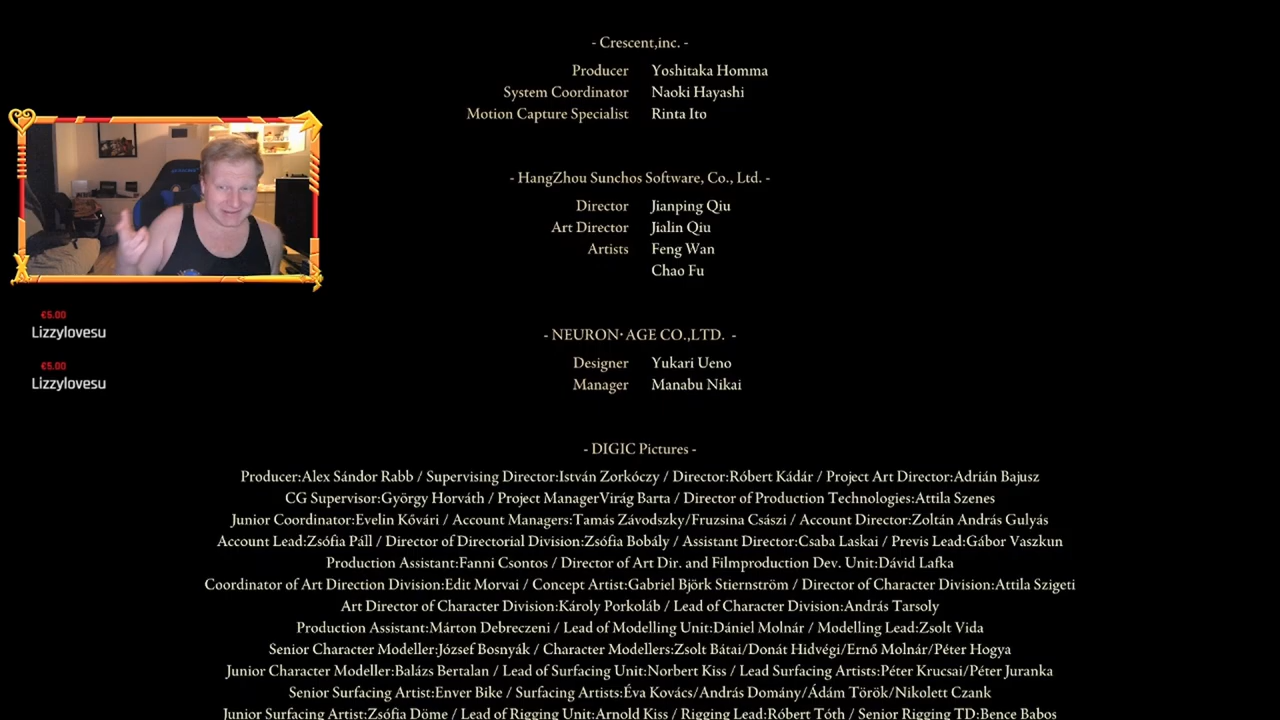 - Crescent,inc. -
Producer Yoshitaka Homma
System Coordinator Naoki Hayashi
Motion Capture Specialist Rinta Ito
- HangZhou Sunchos Software, Co., Ltd. -
Director Jianping Qiu
Art Director Jialin Qiu
Artists Feng Wan
Chao Fu
€5.00
Lizzylovesu
€5.00
Lizzylovesu
- NEURON·AGE CO.,LTD. -
Designer Yukari Ueno
Manager Manabu Nikai
- DIGIC Pictures -
Producer:Alex Sándor Rabb / Supervising Director:István Zorkóczy / Director:Róbert Kádár / Project Art Director:Adrián Bajusz
CG Supervisor:György Horváth / Project ManagerVirág Barta / Director of Production Technologies:Attila Szenes
Junior Coordinator:Evelin Kővári / Account Managers:Tamás Závodszky/Fruzsina Császi / Account Director:Zoltán András Gulyás
Account Lead:Zsófia Páll / Director of Directorial Division:Zsófia Bobály / Assistant Director:Csaba Laskai / Previs Lead:Gábor Vaszkun
Production Assistant:Fanni Csontos / Director of Art Dir. and Filmproduction Dev. Unit:Dávid Lafka
Coordinator of Art Direction Division:Edit Morvai / Concept Artist:Gabriel Björk Stiernström / Director of Character Division:Attila Szigeti
Art Director of Character Division:Károly Porkoláb / Lead of Character Division:András Tarsoly
Production Assistant:Márton Debreczeni / Lead of Modelling Unit:Dániel Molnár / Modelling Lead:Zsolt Vida
Senior Character Modeller:József Bosnyák / Character Modellers:Zsolt Bátai/Donát Hidvégi/Ernő Molnár/Péter Hogya
Junior Character Modeller:Balázs Bertalan / Lead of Surfacing Unit:Norbert Kiss / Lead Surfacing Artists:Péter Krucsai/Péter Juranka
Senior Surfacing Artist:Enver Bike / Surfacing Artists:Éva Kovács/András Domány/Ádám Török/Nikolett Czank
Junior Surfacing Artist:Zsófia Döme / Lead of Rigging Unit:Arnold Kiss / Rigging Lead:Róbert Tóth / Senior Rigging TD:Bence Babos